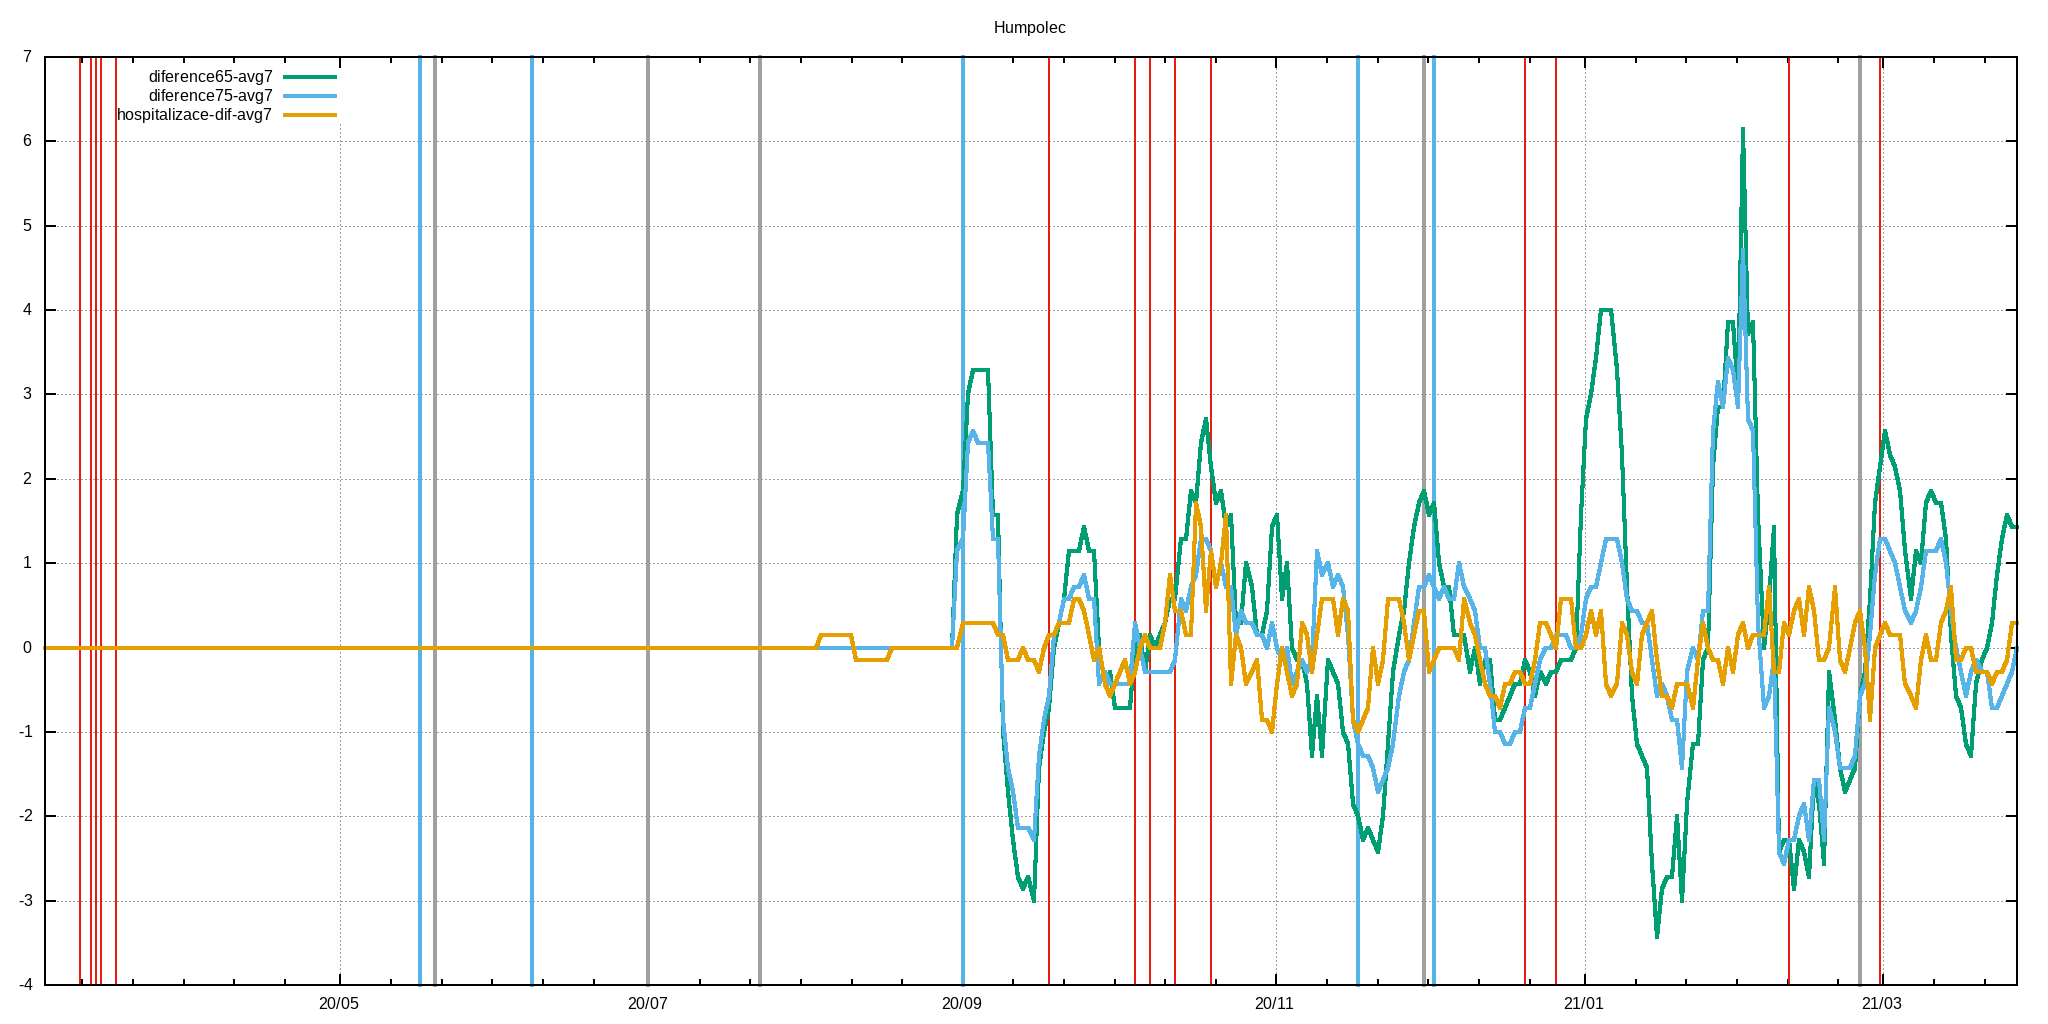 Humpolec
7
diference65-avg7
diference75-avg7
hospitalizace-dif-avg7
6
5
4
3
2
1
0
-1
-2
-3
-4
20/05 20/07 20/09 20/11 21/01 21/03